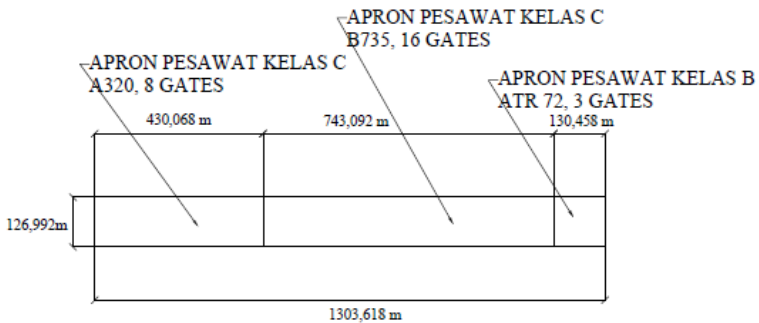 APRON PESAWAT KELAS C
B735, 16 GATES
APRON PESAWAT KELAS C
A320, 8 GATES
APRON PESAWAT KELAS B
ATR 72, 3 GATES
430,068 m
743,092 m
130,458 m
126,992m
1303,618 m